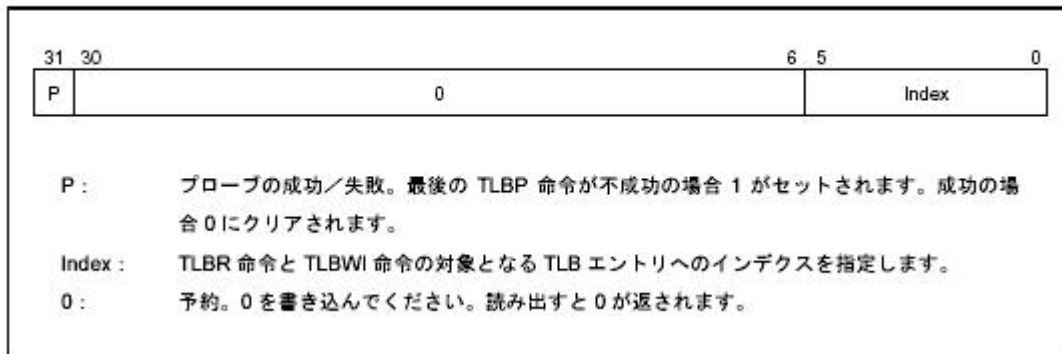 31 30 6 5 0
P 0 Index
P： プローブの成功／失敗。最後の TLBP 命令が不成功の場合 1 がセットされます。成功の場
合 0 にクリアされます。
Index： TLBR 命令と TLBWI 命令の対象となる TLB エントリへのインデクスを指定します。
0： 予約。0 を書き込んでください。読み出すと 0 が返されます。